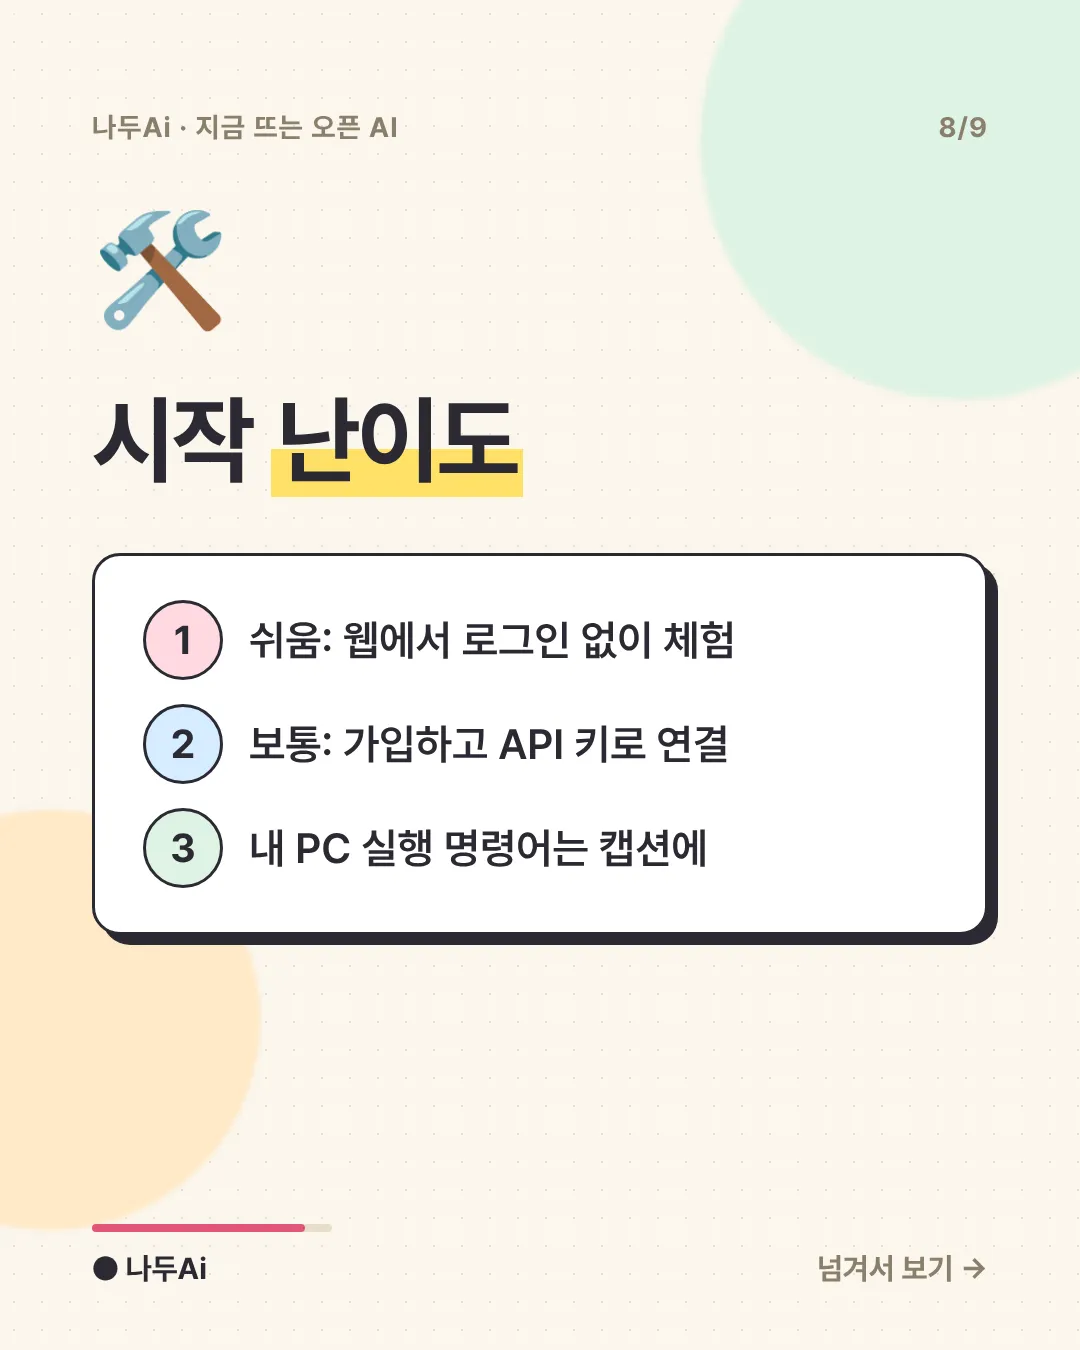 나두Ai · 지금 뜨는 오픈 AI
8/9
시작 난이도
1 쉬움: 웹에서 로그인 없이 체험
2 보통: 가입하고 API 키로 연결
3 내 PC 실행 명령어는 캡션에
나두Ai
넘겨서 보기 →